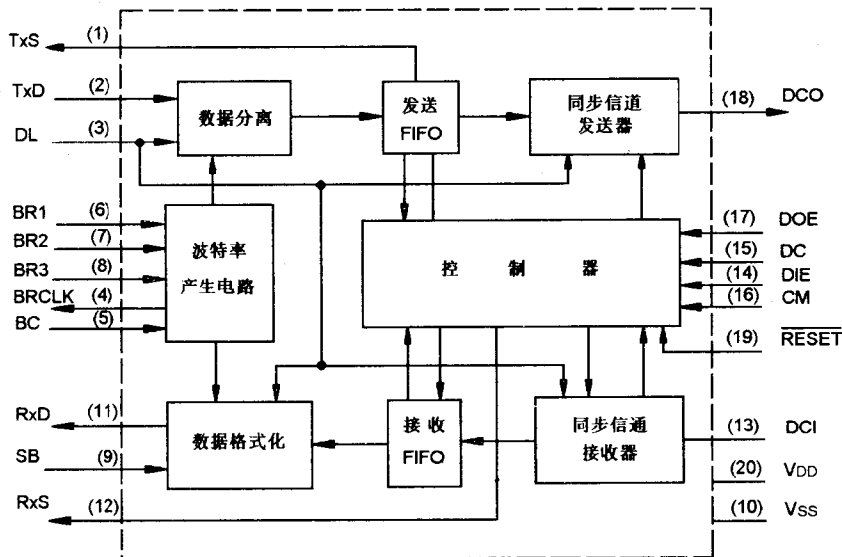 TxS (1)
TxD (2)
DL (3)
BR1 (6)
BR2 (7)
BR3 (8)
BRCLK (4)
BC (5)
RxD (11)
SB (9)
RxS (12)
数据分离
发送
FIFO
同步信道
发送器
波特率
产生电路
控制器
数据格式化
接收
FIFO
同步信通
接收器
(18) DCO
(17) DOE
(15) DC
(14) DIE
(16) CM
(19) RESET
(13) DCI
(20) VDD
(10) VSS